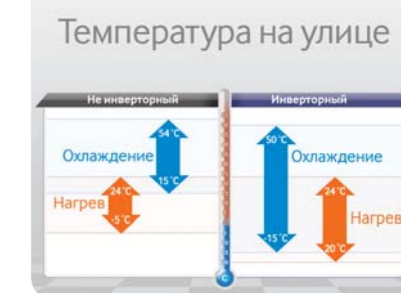 Температура на улице
Не инверторный
Инверторный
54°C
Охлаждение
15°C
24°C
Нагрев
-5°C
50°C
Охлаждение
-15°C
24°C
Нагрев
20°C
°C